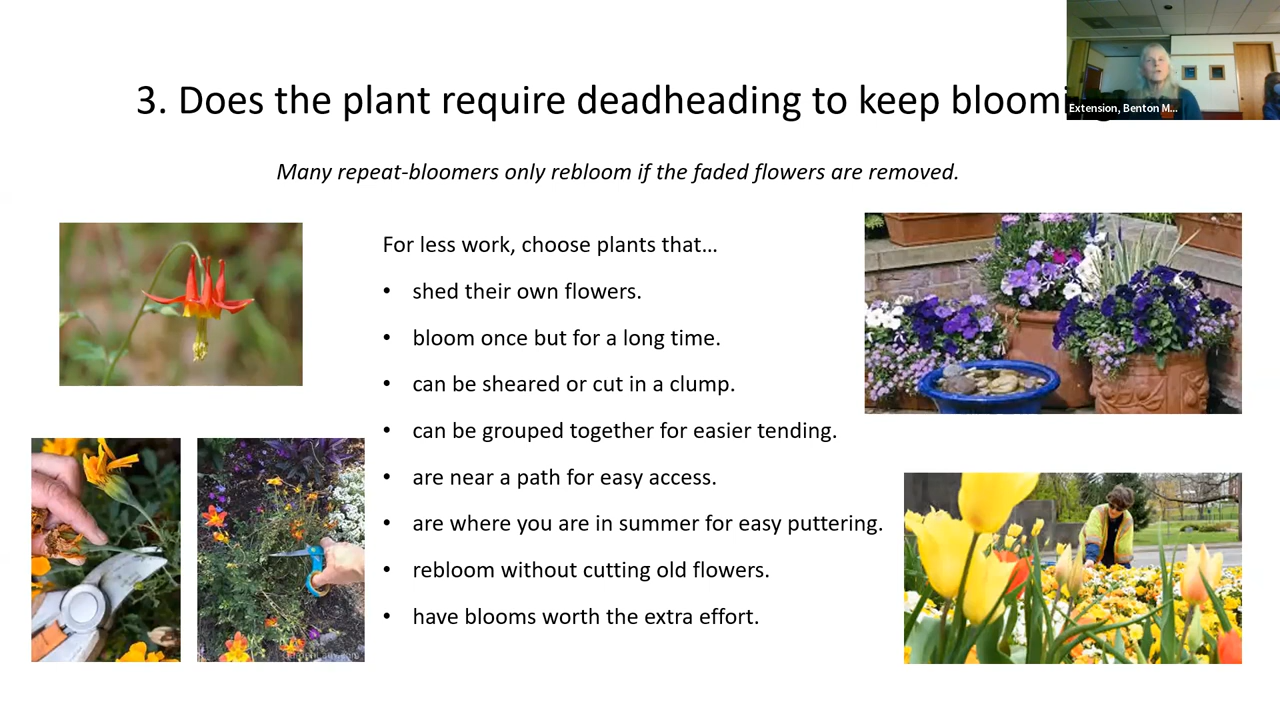 3. Does the plant require deadheading to keep blooming
Extension, Benton M...
Many repeat-bloomers only rebloom if the faded flowers are removed.
For less work, choose plants that…
• shed their own flowers.
• bloom once but for a long time.
• can be sheared or cut in a clump.
• can be grouped together for easier tending.
• are near a path for easy access.
• are where you are in summer for easy puttering.
• rebloom without cutting old flowers.
• have blooms worth the extra effort.